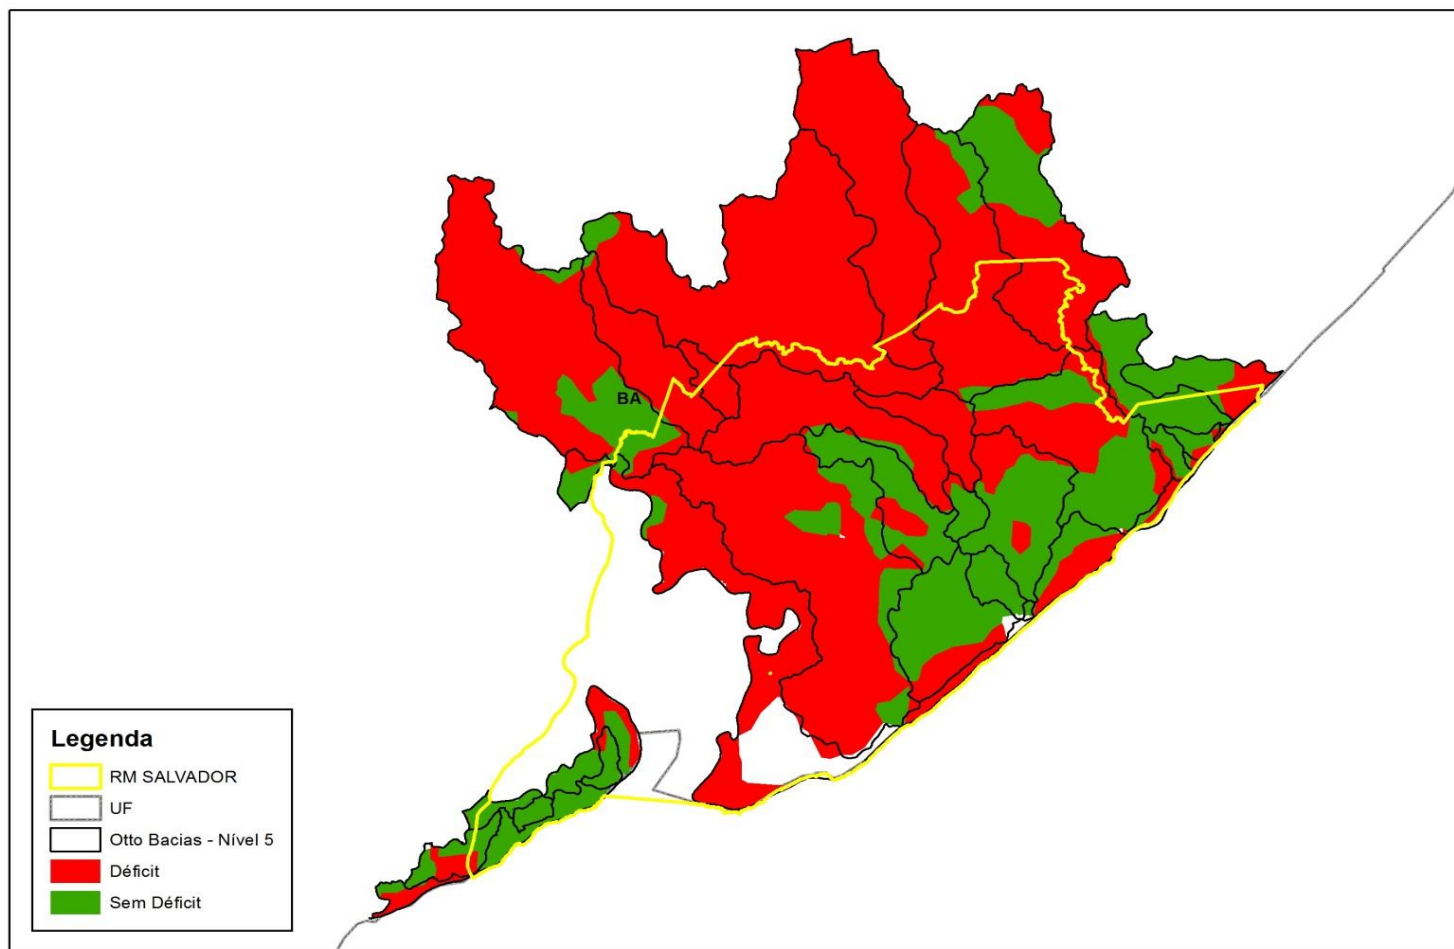 BA
Legenda
RM SALVADOR
UF
Otto Bacias - Nível 5
Déficit
Sem Déficit